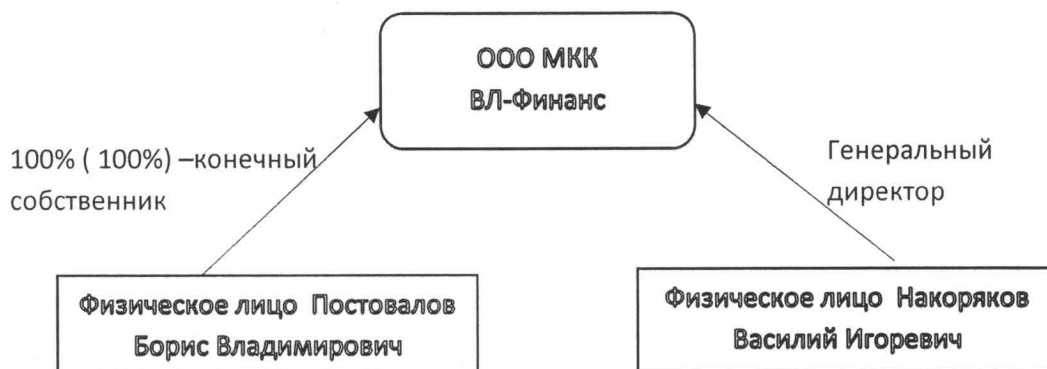 ООО МКК
ВЛ-Финанс
100% ( 100%) –конечный
собственник
Генеральный
директор
Физическое лицо Постовалов
Борис Владимирович
Физическое лицо Накоряков
Василий Игоревич